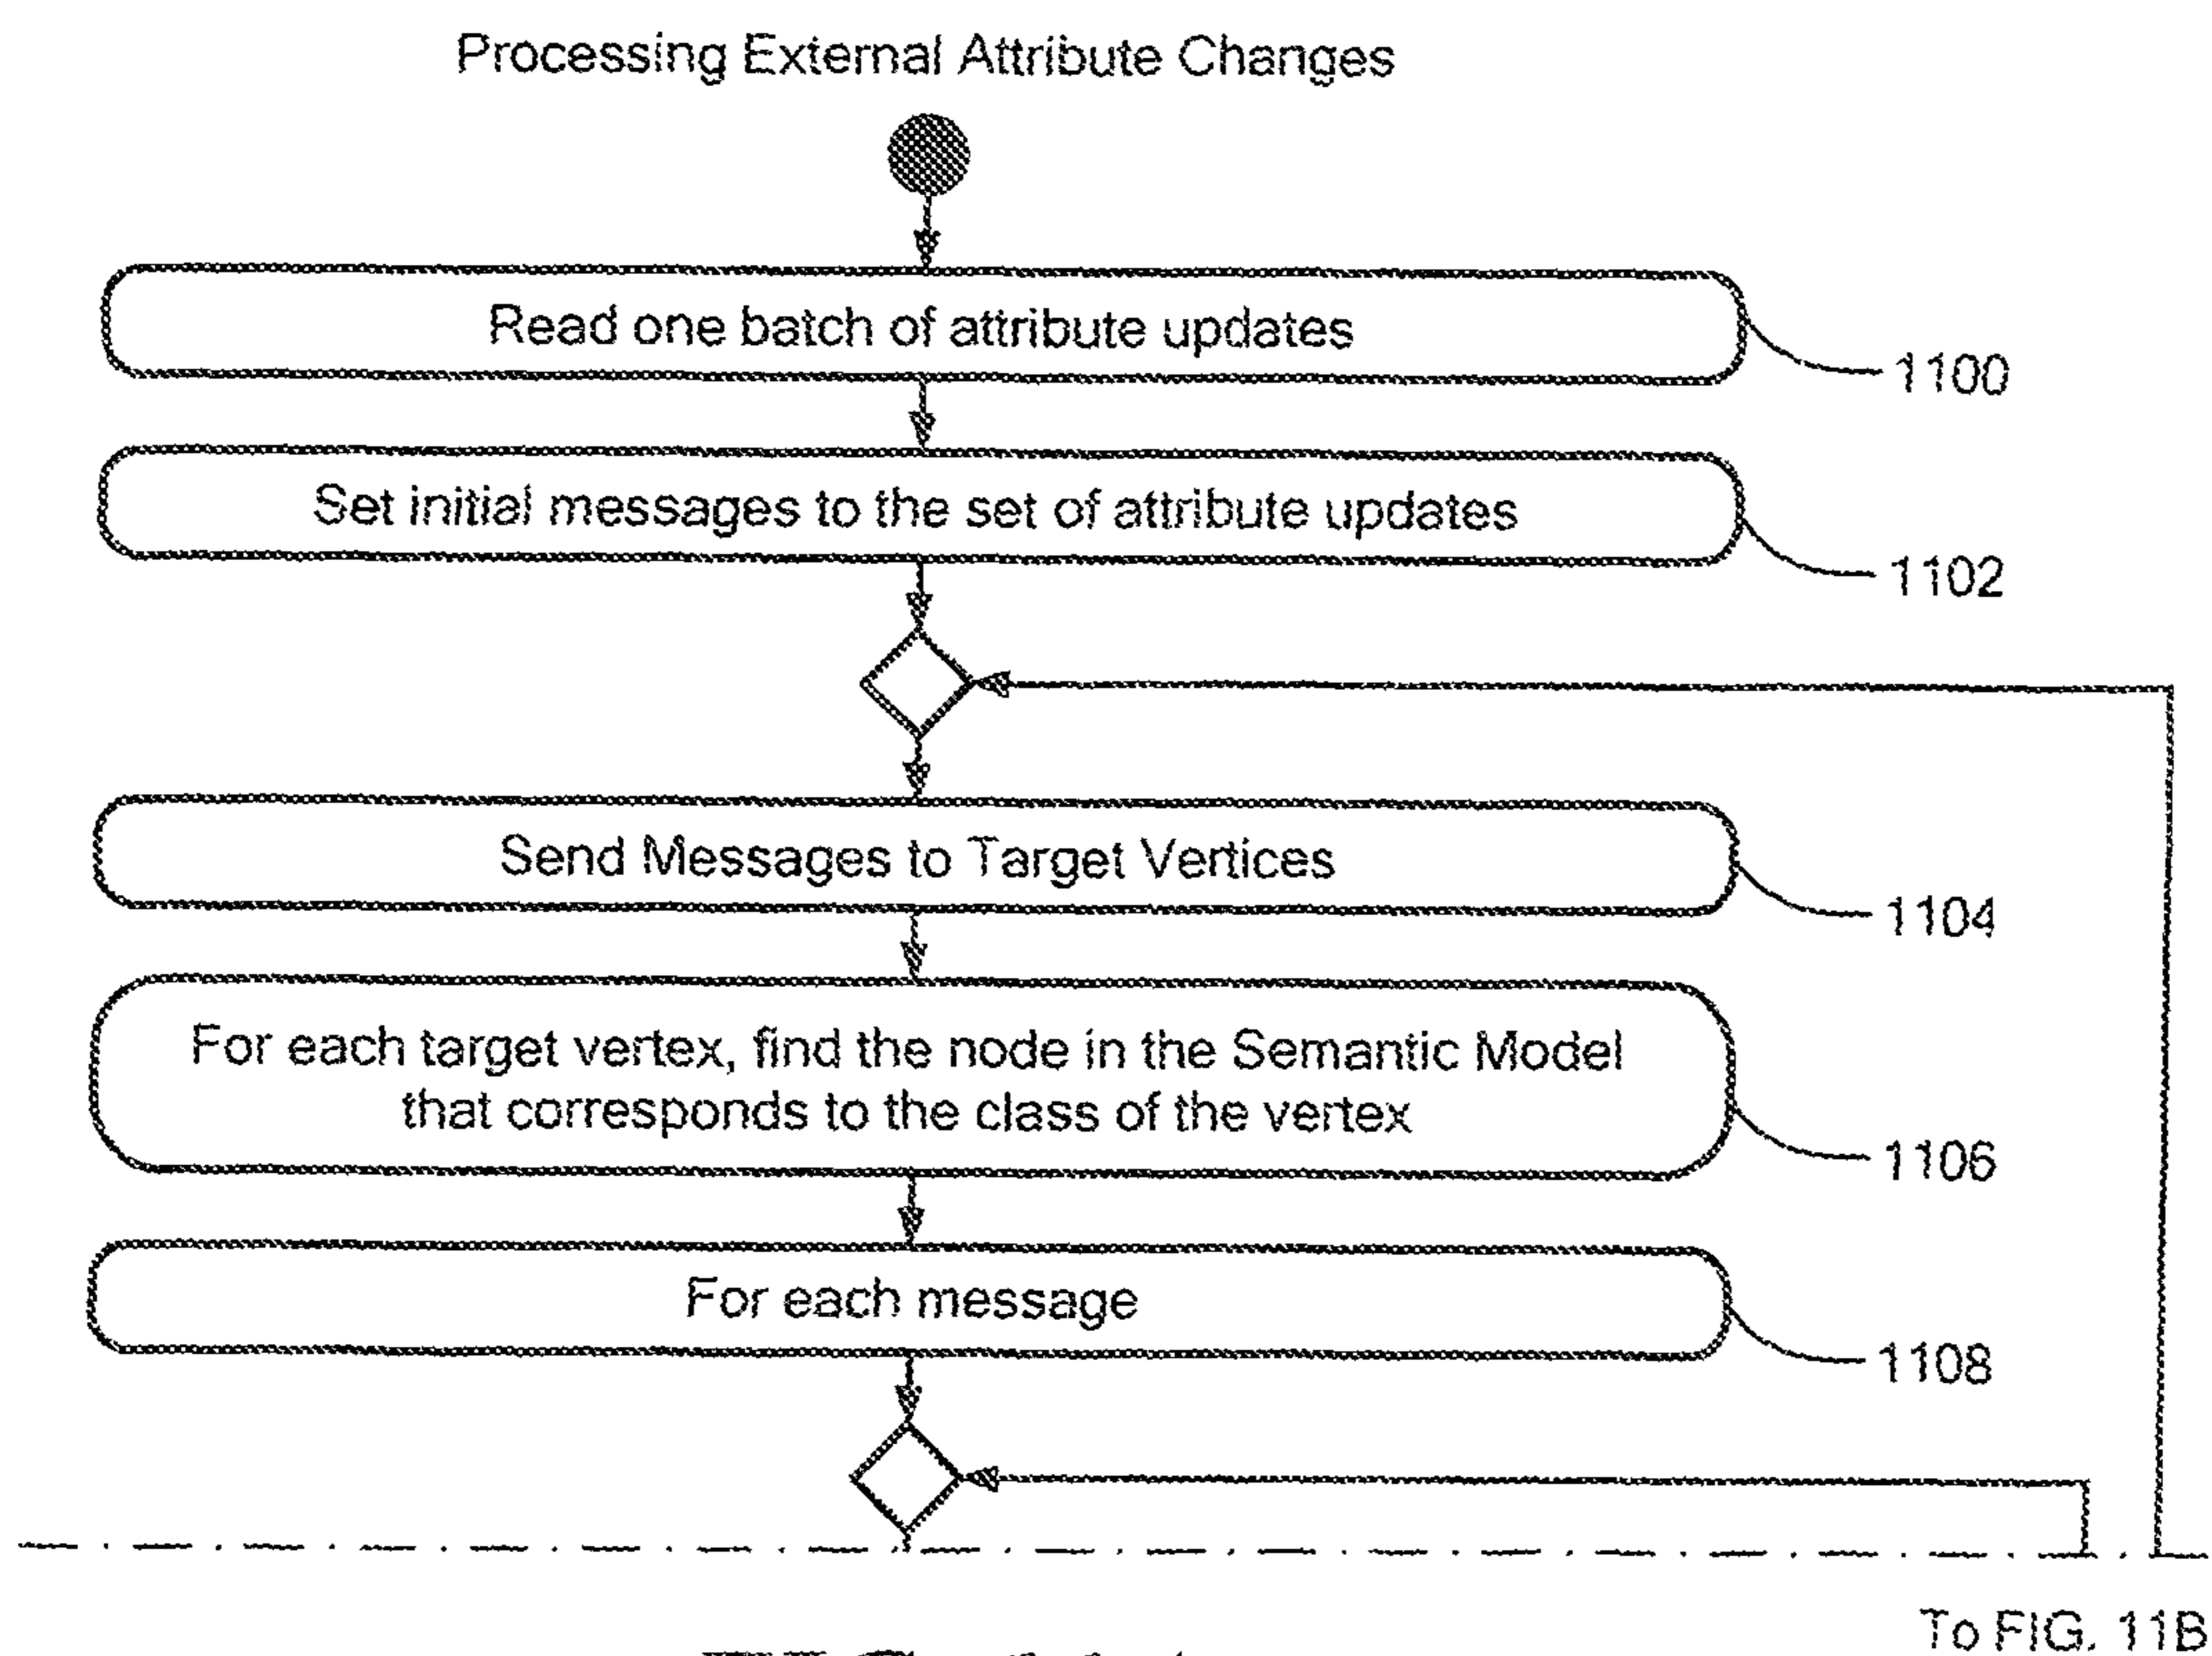 Processing External Attribute Changes
Read one batch of attribute updates
1100
Set initial messages to the set of attribute updates
1102
Send Messages to Target Vertices
1104
For each target vertex, find the node in the Semantic Model
that corresponds to the class of the vertex
1106
For each message
1108
To FIG. 11B